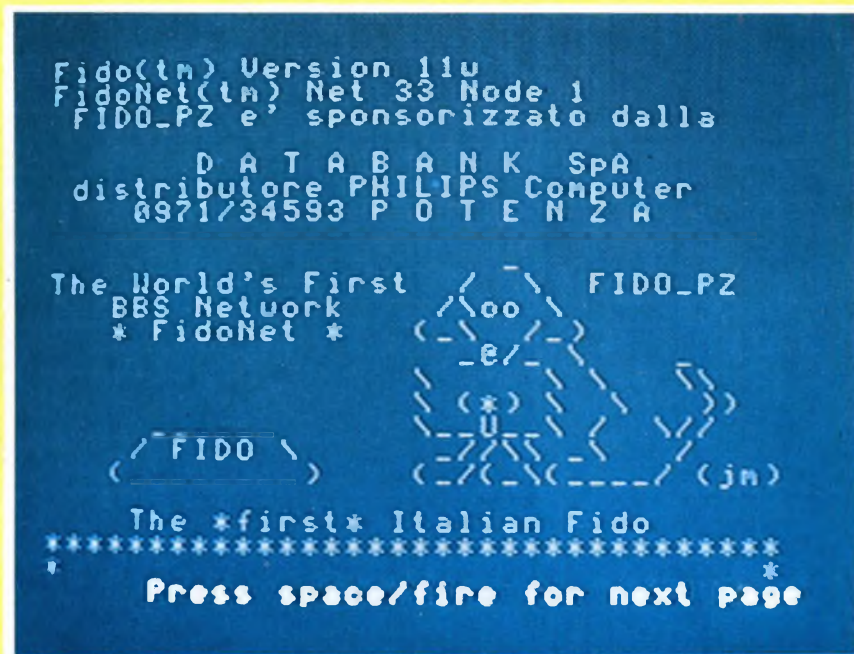 Fido(tm) Version 11u
FidoNet(tm) Net 33 Node 1
FIDO_PZ e' sponsorizzato dalla
D A T A B A N K SpA
distributore PHILIPS Computer
0971/34593 P O T E N Z A
The World's First
FIDO_PZ
BBS Network
* FidoNet *
FIDO
(jm)
The *first* Italian Fido
Press space/fire for next page